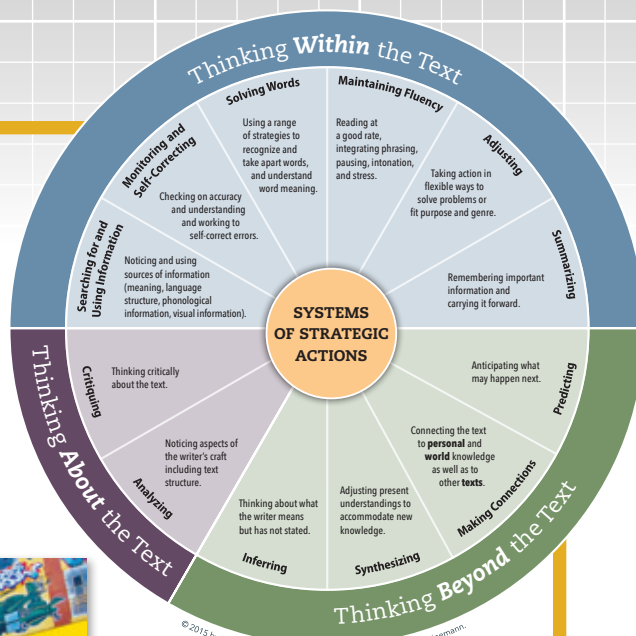 Thinking Within the Text
Searching for and
Using Information
Noticing and using
sources of information
(meaning, language
structure, phonological
information, visual information).
Monitoring and
Self-Correcting
Checking on accuracy
and understanding
and working to
self-correct errors.
Solving Words
Using a range
of strategies to
recognize and
take apart words,
and understand
word meaning.
Maintaining Fluency
Reading at
a good rate,
integrating phrasing,
pausing, intonation,
and stress.
Adjusting
Taking action in
flexible ways to
solve problems or
fit purpose and genre.
Summarizing
Remembering important
information and
carrying it forward.
SYSTEMS
OF STRATEGIC
ACTIONS
Thinking Beyond the Text
Predicting
Anticipating what
may happen next.
Making Connections
Connecting the text
to personal and
world knowledge
as well as to
other texts.
Synthesizing
Adjusting present
understandings to
accommodate new
knowledge.
Inferring
Thinking about what
the writer means
but has not stated.
Thinking About the Text
Analyzing
Noticing aspects of
the writer's craft
including text
structure.
Critiquing
Thinking critically
about the text.
© 2015